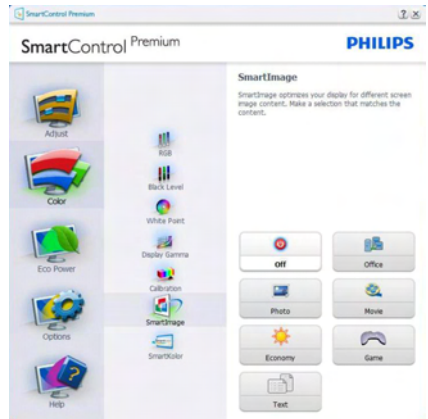 SmartControl Premium
SmartControl Premium
PHILIPS
Adjust
Color
Eco Power
Options
Help
RGB
Black Level
White Point
Display Gamma
Calibration
SmartImage
SmartKolor
SmartImage
SmartImage optimizes your display for different screen
image content. Make a selection that matches the
content.
Off
Office
Photo
Movie
Economy
Game
Text